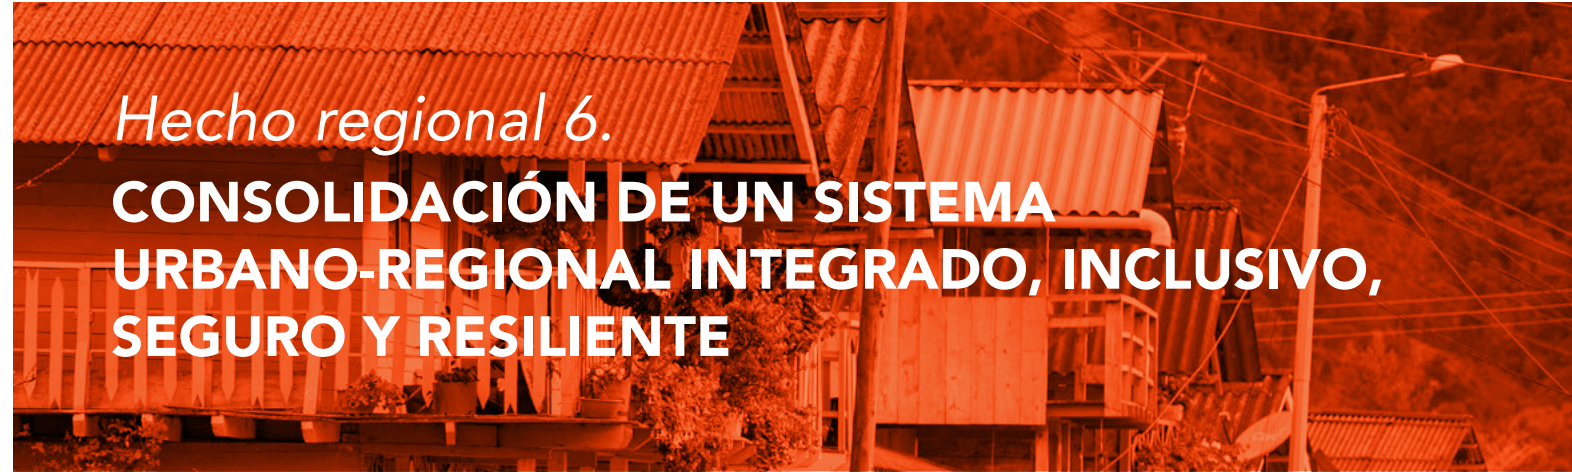 Hecho regional 6.
CONSOLIDACIÓN DE UN SISTEMA
URBANO-REGIONAL INTEGRADO, INCLUSIVO,
SEGURO Y RESILIENTE